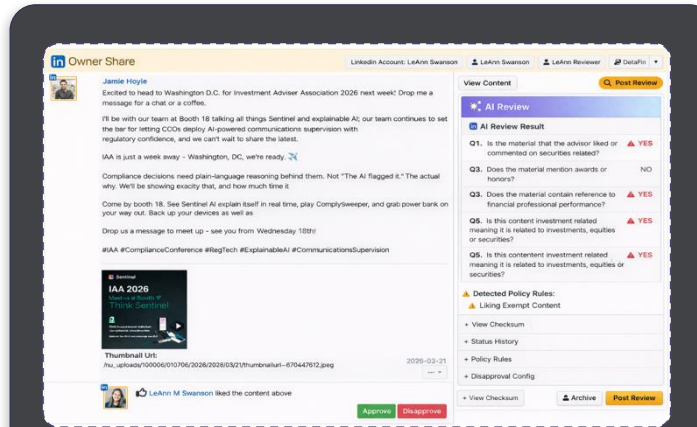 in Owner Share
Linkedin Account: LeAnn Swanson
LeAnn Swanson
LeAnn Reviewer
DetaFin
in
Jamie Hoyle
Excited to head to Washington D.C. for Investment Adviser Association 2026 next week! Drop me a
message for a chat or a coffee.
I'll be with our team at Booth 18 talking all things Sentinel and explainable AI; our team continues to set
the bar for letting CCOs deploy AI-powered communications supervision with
regulatory confidence, and we can't wait to share the latest.
IAA is just a week away - Washington, DC, we're ready. ✈️
Compliance decisions need plain-language reasoning behind them. Not "The AI flagged it." The actual
why. We'll be showing exacity that, and how much time it
Come by booth 18. See Sentinel AI explain itself in real time, play ComplySweeper, and grab power bank on
your way out. Back up your devices as well as
Drop us a message to meet up - see you from Wednesday 18th!
#IAA #ComplianceConference #RegTech #ExplainableAI #CommunicationsSupervision
Sentinel
IAA 2026
Think Sentinel
Thumbnail Url:
/nu_uploads/100006/010706/2028/2028/03/21/thumbnailurl--670447612.jpeg
2026-03-21
in
LeAnn M Swanson liked the content above
Approve
Disapprove
View Content
Post Review
AI Review
in AI Review Result
Q1. Is the material that the advisor liked or
commented on securities related?
YES
Q3. Does the material mention awards or
honors?
NO
Q3. Does the material contain reference to
financial professional performance?
YES
Q5. Is this content investment related
meaning it is related to investments, equities
or securities?
YES
Q5. Is this contentent investment related
meaning it is related to investments, equities or
securities?
YES
Detected Policy Rules:
Liking Exempt Content
+ View Checksum
+ Status History
+ Policy Rules
+ Disapproval Config
+ View Checksum
Archive
Post Review